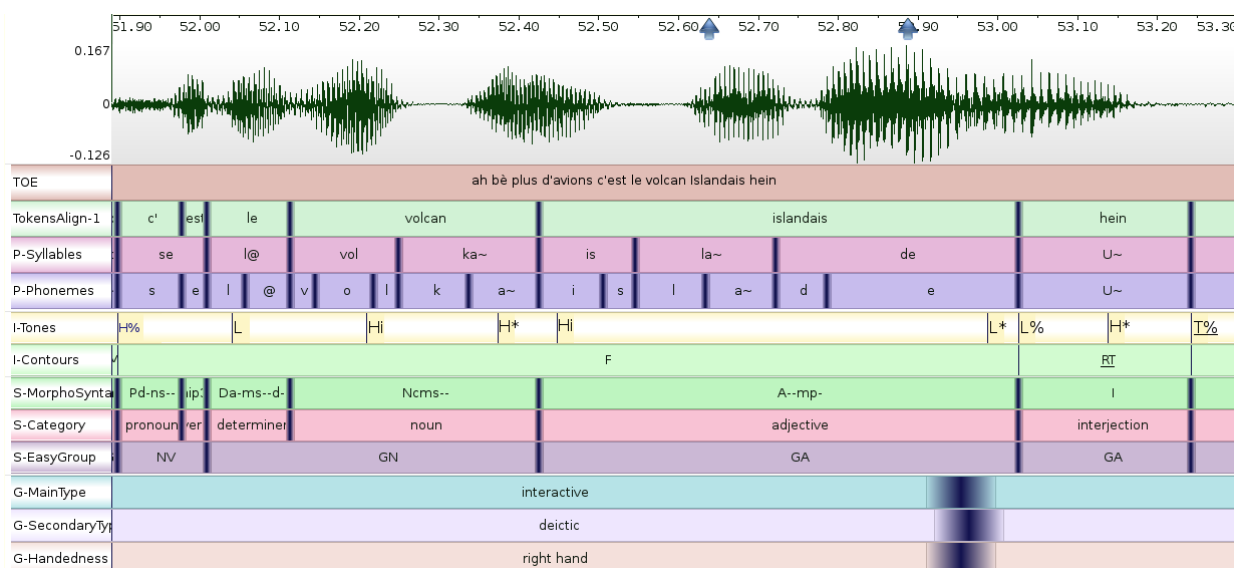 51.90 52.00 52.10 52.20 52.30 52.40 52.50 52.60 52.70 52.80 52.90 53.00 53.10 53.20 53.30
0.167
0
-0.126
TOE ah bè plus d'avions c'est le volcan Islandais hein
TokensAlign-1 c' est le volcan islandais hein
P-Syllables se l@ vol ka~ is la~ de U~
P-Phonemes s e l @ v o l k a~ i s l a~ d e U~
I-Tones H% L Hi H* Hi L* L% H* T%
I-Contours F RT
S-MorphoSynta Pd-ns-- Da-ms--d- Ncms-- A--mp- I
S-Category pronoun determiner noun adjective interjection
S-EasyGroup NV GN GA GA
G-MainType interactive
G-SecondaryTyp deictic
G-Handedness right hand